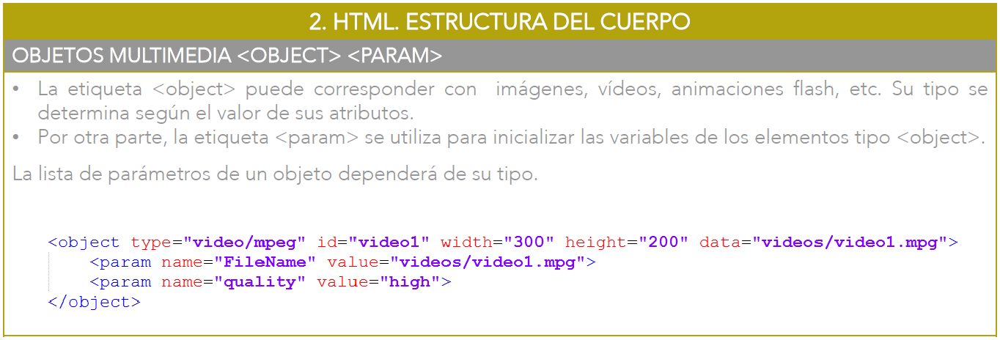 2. HTML. ESTRUCTURA DEL CUERPO
OBJETOS MULTIMEDIA <OBJECT> <PARAM>
• La etiqueta <object> puede corresponder con imágenes, vídeos, animaciones flash, etc. Su tipo se
determina según el valor de sus atributos.
• Por otra parte, la etiqueta <param> se utiliza para inicializar las variables de los elementos tipo <object>.
La lista de parámetros de un objeto dependerá de su tipo.
<object type="video/mpeg" id="video1" width="300" height="200" data="videos/video1.mpg">
<param name="FileName" value="videos/video1.mpg">
<param name="quality" value="high">
</object>